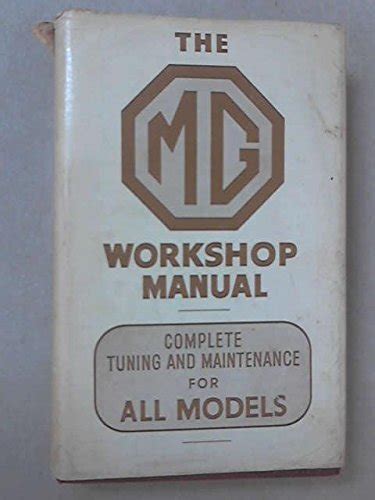 THE
MG
WORKSHOP
MANUAL
COMPLETE
TUNING AND MAINTENANCE
FOR
ALL MODELS